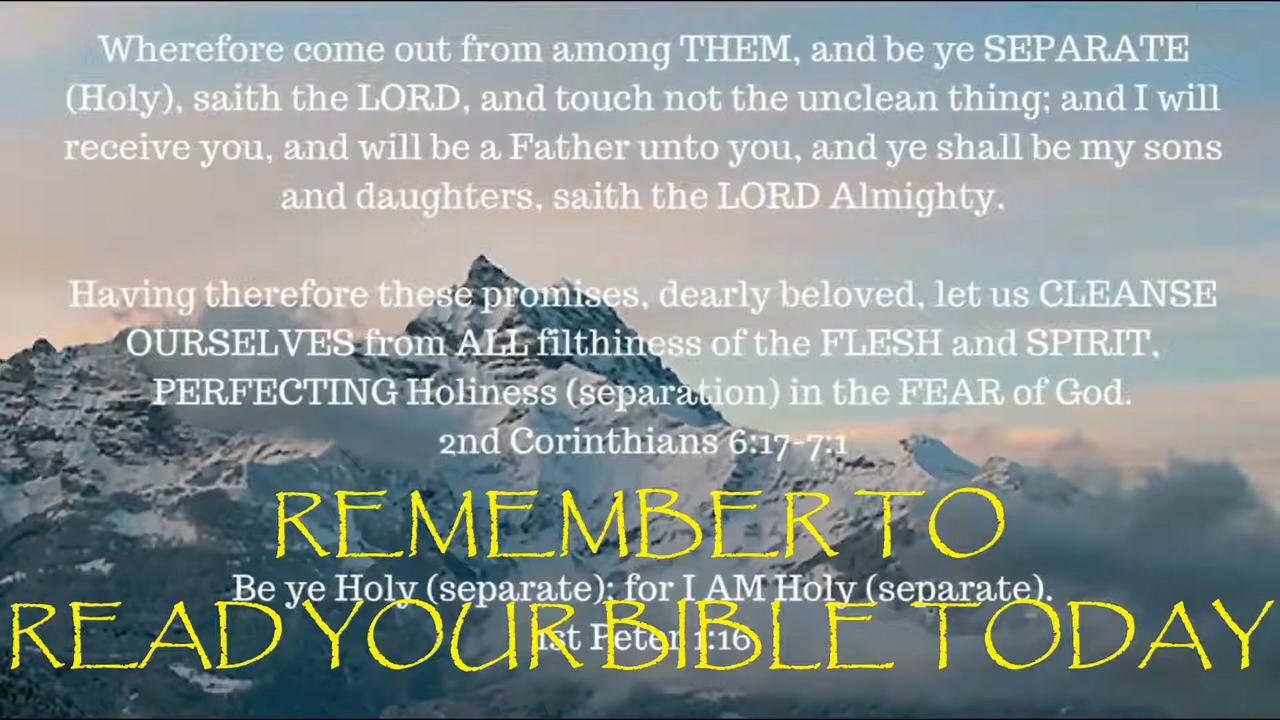 Wherefore come out from among THEM, and be ye SEPARATE
(Holy), saith the LORD, and touch not the unclean thing; and I will
receive you, and will be a Father unto you, and ye shall be my sons
and daughters, saith the LORD Almighty.
Having therefore these promises, dearly beloved, let us CLEANSE
OURSELVES from ALL filthiness of the FLESH and SPIRIT,
PERFECTING Holiness (separation) in the FEAR of God.
2nd Corinthians 6:17-7:1
REMEMBER TO
Be ye Holy (separate); for I AM Holy (separate).
READ YOUR BIBLE TODAY
1st Peter 1:16